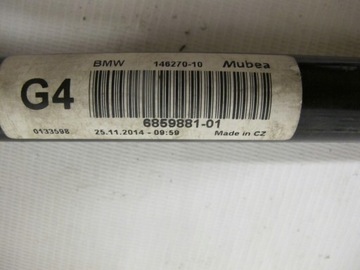 BMW 146270-10 Mubea
G4
6859881-01
0133598 25.11.2014 - 09:59 Made in CZ